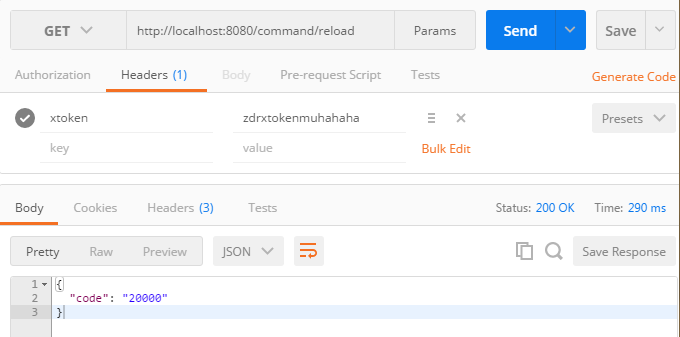 GET http://localhost:8080/command/reload Params Send Save
Authorization Headers (1) Body Pre-request Script Tests Generate Code
xtoken zdrxtokenmuhahaha Presets
key value Bulk Edit
Body Cookies Headers (3) Tests Status: 200 OK Time: 290 ms
Pretty Raw Preview JSON Save Response
1 {
2 "code": "20000"
3 }